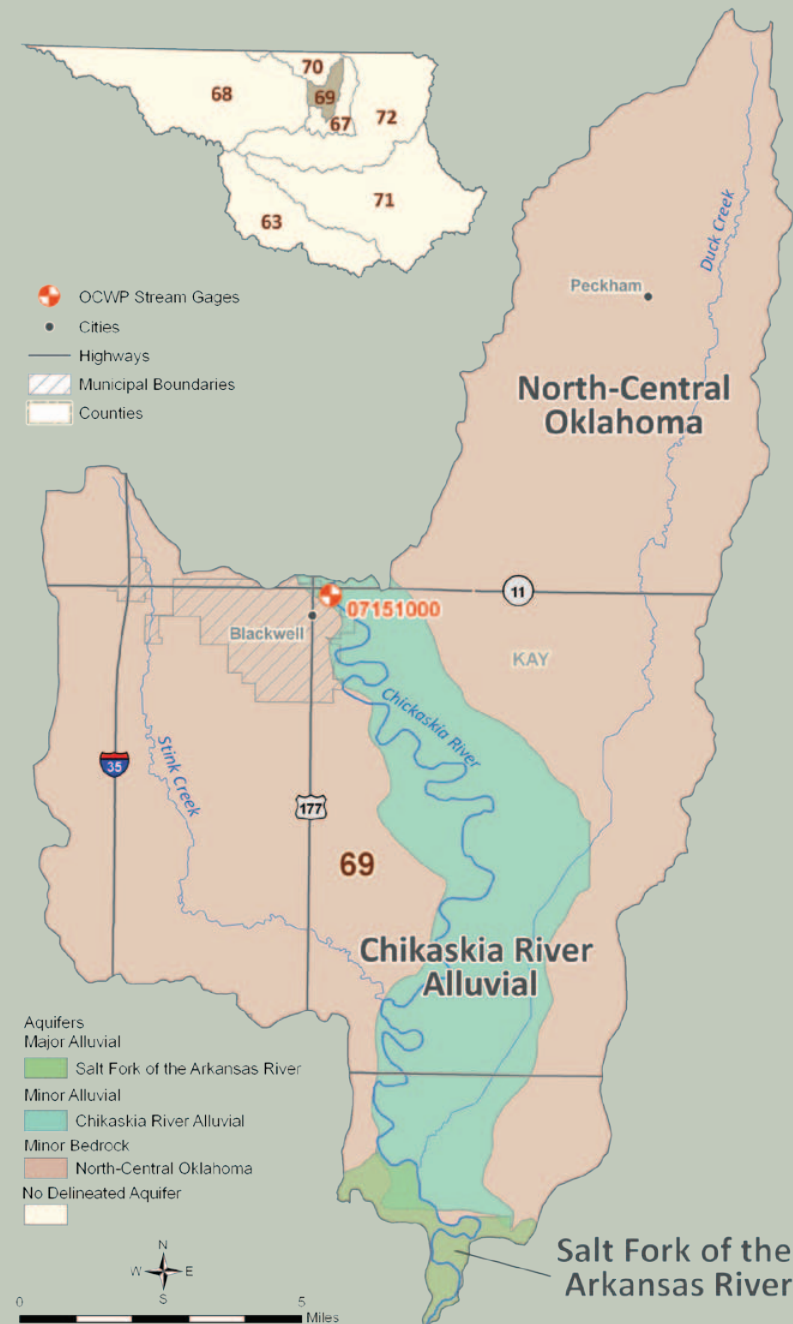 70
68
69
67
72
71
63
OCWP Stream Gages
Cities
Highways
Municipal Boundaries
Counties
Duck Creek
Peckham
North-Central
Oklahoma
11
07151000
Blackwell
KAY
Chickaskia River
Stink Creek
35
177
69
Chikaskia River
Alluvial
Aquifers
Major Alluvial
Salt Fork of the Arkansas River
Minor Alluvial
Chikaskia River Alluvial
Minor Bedrock
North-Central Oklahoma
No Delineated Aquifer
N
W E
S
0 5
Miles
Salt Fork of the
Arkansas River